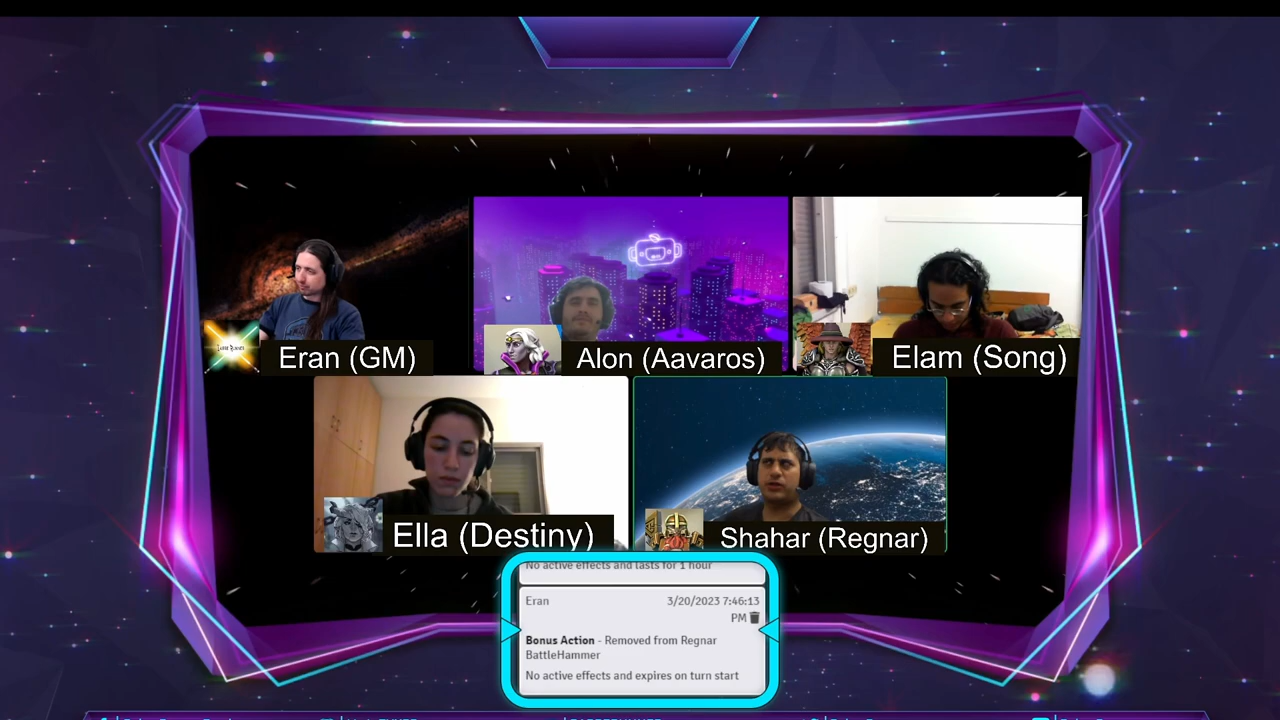 Eran (GM)
Alon (Aavaros)
Elam (Song)
Ella (Destiny)
Shahar (Regnar)
No active effects and lasts for 1 hour
Eran 3/20/2023 7:46:13
PM
Bonus Action - Removed from Regnar
BattleHammer
No active effects and expires on turn start